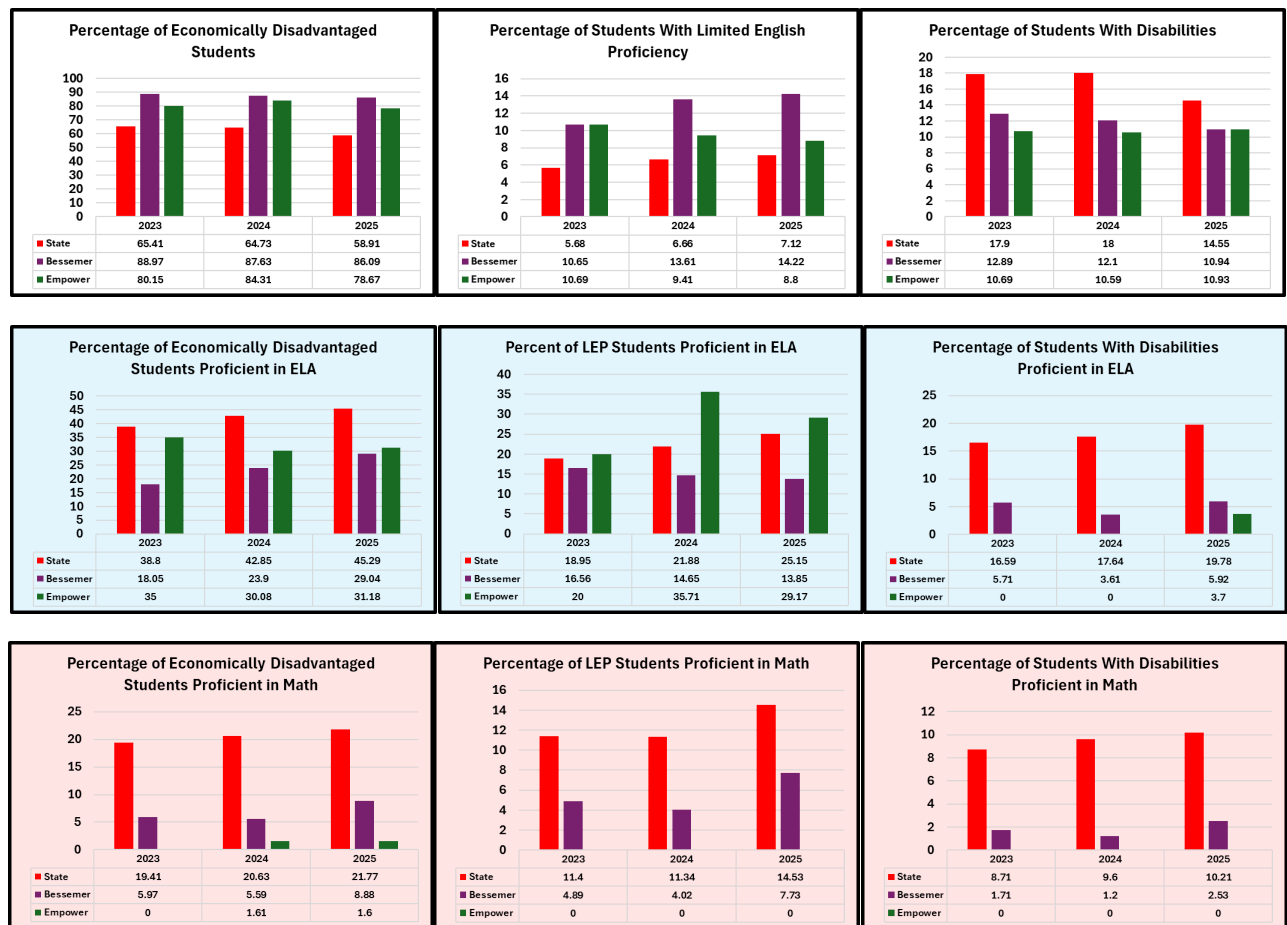 Percentage of Economically Disadvantaged
Students
100
90
80
70
60
50
40
30
20
10
0
2023 2024 2025
State 65.41 64.73 58.91
Bessemer 88.97 87.63 86.09
Empower 80.15 84.31 78.67
Percentage of Students With Limited English
Proficiency
16
14
12
10
8
6
4
2
0
2023 2024 2025
State 5.68 6.66 7.12
Bessemer 10.65 13.61 14.22
Empower 10.69 9.41 8.8
Percentage of Students With Disabilities
20
18
16
14
12
10
8
6
4
2
0
2023 2024 2025
State 17.9 18 14.55
Bessemer 12.89 12.1 10.94
Empower 10.69 10.59 10.93
Percentage of Economically Disadvantaged
Students Proficient in ELA
50
45
40
35
30
25
20
15
10
5
0
2023 2024 2025
State 38.8 42.85 45.29
Bessemer 18.05 23.9 29.04
Empower 35 30.08 31.18
Percent of LEP Students Proficient in ELA
40
35
30
25
20
15
10
5
0
2023 2024 2025
State 18.95 21.88 25.15
Bessemer 16.56 14.65 13.85
Empower 20 35.71 29.17
Percentage of Students With Disabilities
Proficient in ELA
25
20
15
10
5
0
2023 2024 2025
State 16.59 17.64 19.78
Bessemer 5.71 3.61 5.92
Empower 0 0 3.7
Percentage of Economically Disadvantaged
Students Proficient in Math
25
20
15
10
5
0
2023 2024 2025
State 19.41 20.63 21.77
Bessemer 5.97 5.59 8.88
Empower 0 1.61 1.6
Percentage of LEP Students Proficient in Math
16
14
12
10
8
6
4
2
0
2023 2024 2025
State 11.4 11.34 14.53
Bessemer 4.89 4.02 7.73
Empower 0 0 0
Percentage of Students With Disabilities
Proficient in Math
12
10
8
6
4
2
0
2023 2024 2025
State 8.71 9.6 10.21
Bessemer 1.71 1.2 2.53
Empower 0 0 0